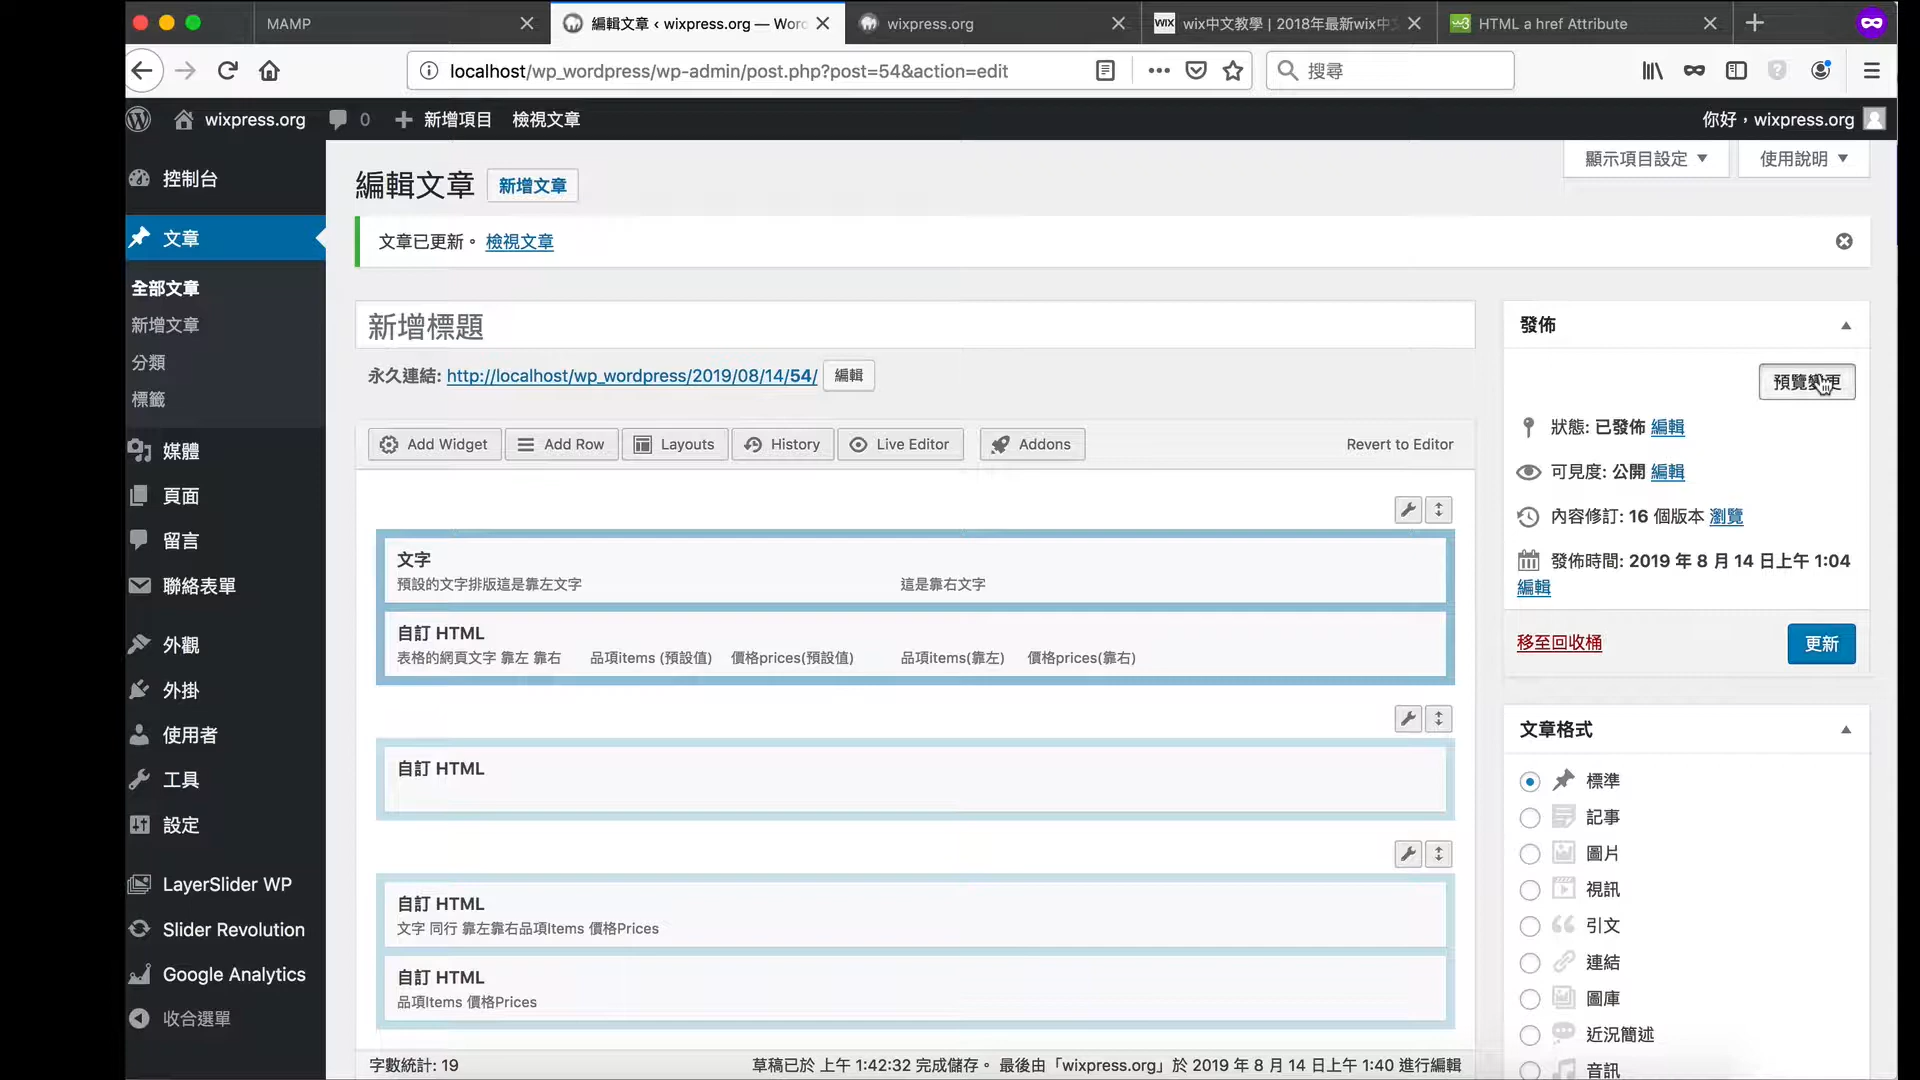 MAMP
編輯文章 ‹ wixpress.org — Worc
wixpress.org
WIX wix中文教學 | 2018年最新wix中
HTML a href Attribute
localhost/wp_wordpress/wp-admin/post.php?post=54&action=edit
搜尋
wixpress.org
0
新增項目
檢視文章
你好，wixpress.org
顯示項目設定
使用說明
控制台
文章
全部文章
新增文章
分類
標籤
媒體
頁面
留言
聯絡表單
外觀
外掛
使用者
工具
設定
LayerSlider WP
Slider Revolution
Google Analytics
收合選單
編輯文章
新增文章
文章已更新。 檢視文章
新增標題
永久連結: http://localhost/wp_wordpress/2019/08/14/54/
編輯
Add Widget
Add Row
Layouts
History
Live Editor
Addons
Revert to Editor
文字
預設的文字排版這是靠左文字 這是靠右文字
自訂 HTML
表格的網頁文字 靠左 靠右 品項items (預設值) 價格prices(預設值) 品項items(靠左) 價格prices(靠右)
自訂 HTML
自訂 HTML
文字 同行 靠左靠右品項Items 價格Prices
自訂 HTML
品項Items 價格Prices
字數統計: 19
草稿已於 上午 1:42:32 完成儲存。 最後由「wixpress.org」於 2019 年 8 月 14 日上午 1:40 進行編輯
發佈
預覽變更
狀態: 已發佈 編輯
可見度: 公開 編輯
內容修訂: 16 個版本 瀏覽
發佈時間: 2019 年 8 月 14 日上午 1:04
編輯
移至回收桶
更新
文章格式
標準
記事
圖片
視訊
引文
連結
圖庫
近況簡述
音訊